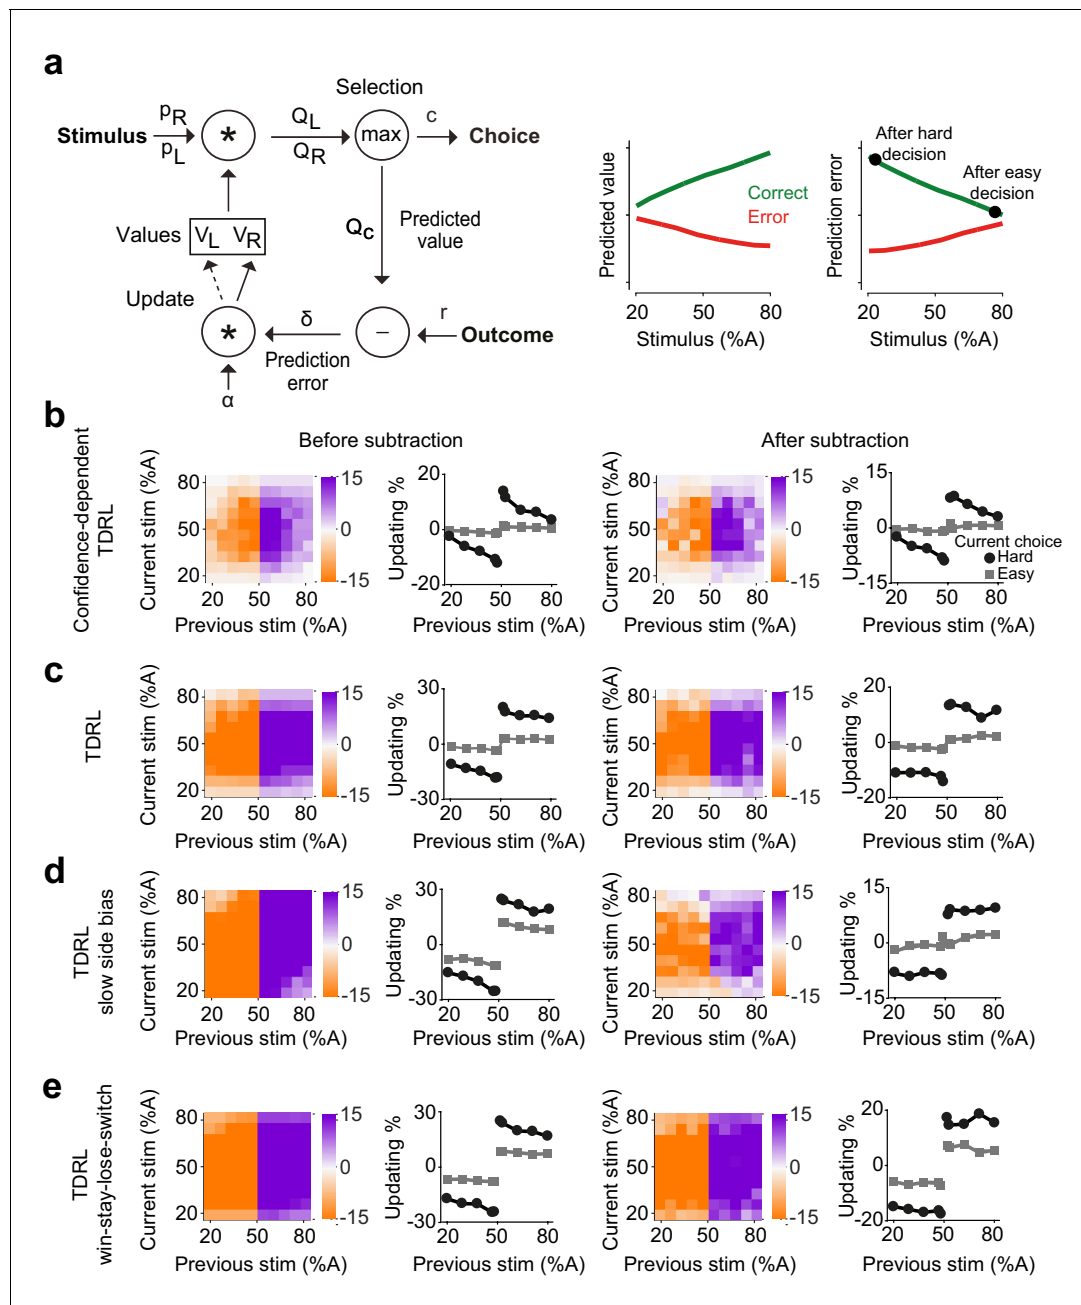 a
Selection
Stimulus
pR
pL
*
QL
QR
max
c
Choice
Values
VL VR
Qc
Predicted
value
Update
*
δ
Prediction
error
–
r
Outcome
α
Predicted value
Correct
Error
20 50 80
Stimulus (%A)
Prediction error
After hard
decision
After easy
decision
20 50 80
Stimulus (%A)
b
Before subtraction
After subtraction
Confidence-dependent
TDRL
Current stim (%A)
80
50
20
20 50 80
Previous stim (%A)
15
0
-15
Updating %
20
0
-20
20 50 80
Previous stim (%A)
Current stim (%A)
80
50
20
20 50 80
Previous stim (%A)
15
0
-15
Updating %
15
0
-15
Current choice
Hard
Easy
20 50 80
Previous stim (%A)
c
TDRL
Current stim (%A)
80
50
20
20 50 80
Previous stim (%A)
15
0
-15
Updating %
30
0
-30
20 50 80
Previous stim (%A)
Current stim (%A)
80
50
20
20 50 80
Previous stim (%A)
15
0
-15
Updating %
20
0
-20
20 50 80
Previous stim (%A)
d
TDRL
slow side bias
Current stim (%A)
80
50
20
20 50 80
Previous stim (%A)
15
0
-15
Updating %
30
0
-30
20 50 80
Previous stim (%A)
Current stim (%A)
80
50
20
20 50 80
Previous stim (%A)
15
0
-15
Updating %
15
0
-15
20 50 80
Previous stim (%A)
e
TDRL
win-stay-lose-switch
Current stim (%A)
80
50
20
20 50 80
Previous stim (%A)
15
0
-15
Updating %
30
0
-30
20 50 80
Previous stim (%A)
Current stim (%A)
80
50
20
20 50 80
Previous stim (%A)
15
0
-15
Updating %
20
0
-20
20 50 80
Previous stim (%A)